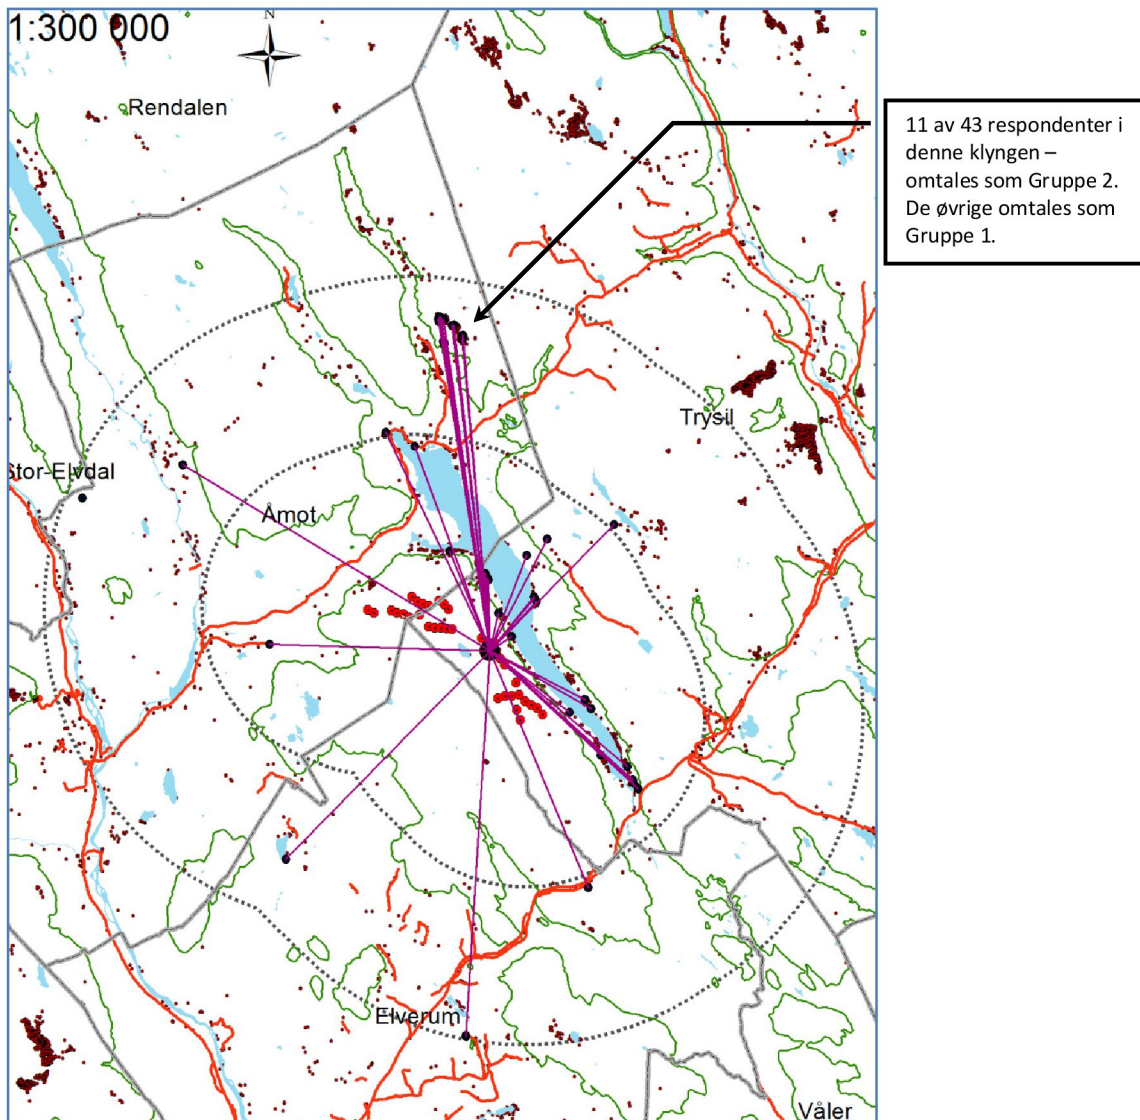 1:300 000
N
Rendalen
11 av 43 respondenter i
denne klyngen –
omtales som Gruppe 2.
De øvrige omtales som
Gruppe 1.
Trysil
Stor-Elvdal
Åmot
Elverum
Våler